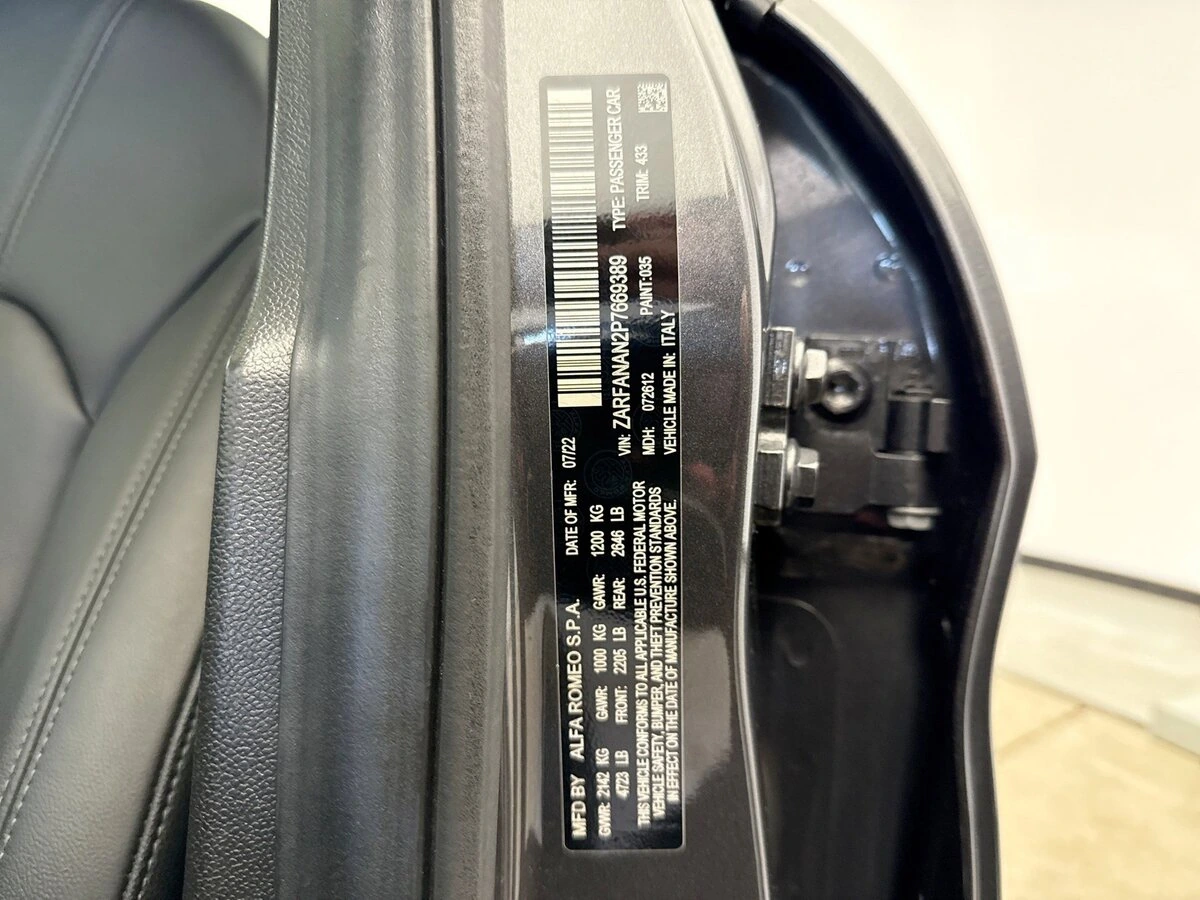 MFD BY ALFA ROMEO S.P.A. DATE OF MFR: 07/22
GVWR: 2142 KG GAWR: 1000 KG GAWR: 1200 KG
4723 LB FRONT: 2205 LB REAR: 2646 LB
THIS VEHICLE CONFORMS TO ALL APPLICABLE U.S. FEDERAL MOTOR
VEHICLE SAFETY, BUMPER, AND THEFT PREVENTION STANDARDS
IN EFFECT ON THE DATE OF MANUFACTURE SHOWN ABOVE.
VIN: ZARFANAN2P7669389 TYPE: PASSENGER CAR
MDH: 072612 PAINT:035 TRIM: 433
VEHICLE MADE IN: ITALY